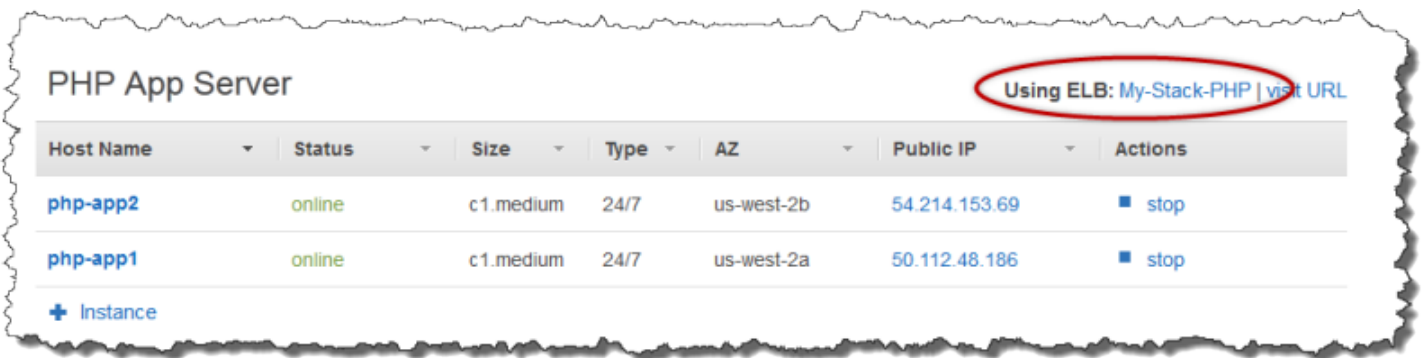 PHP App Server
Using ELB: My-Stack-PHP | visit URL
Host Name Status Size Type AZ Public IP Actions
php-app2 online c1.medium 24/7 us-west-2b 54.214.153.69 stop
php-app1 online c1.medium 24/7 us-west-2a 50.112.48.186 stop
Instance